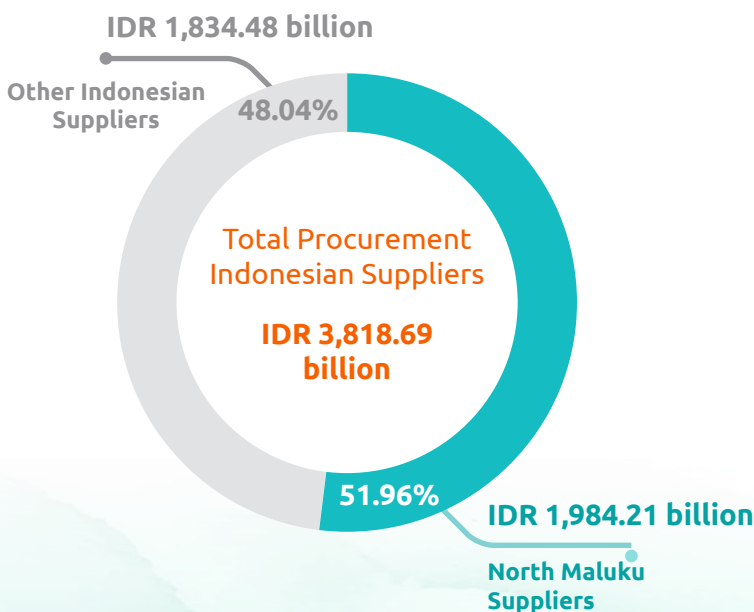 IDR 1,834.48 billion
Other Indonesian
Suppliers
48.04%
Total Procurement
Indonesian Suppliers
IDR 3,818.69
billion
51.96%
IDR 1,984.21 billion
North Maluku
Suppliers